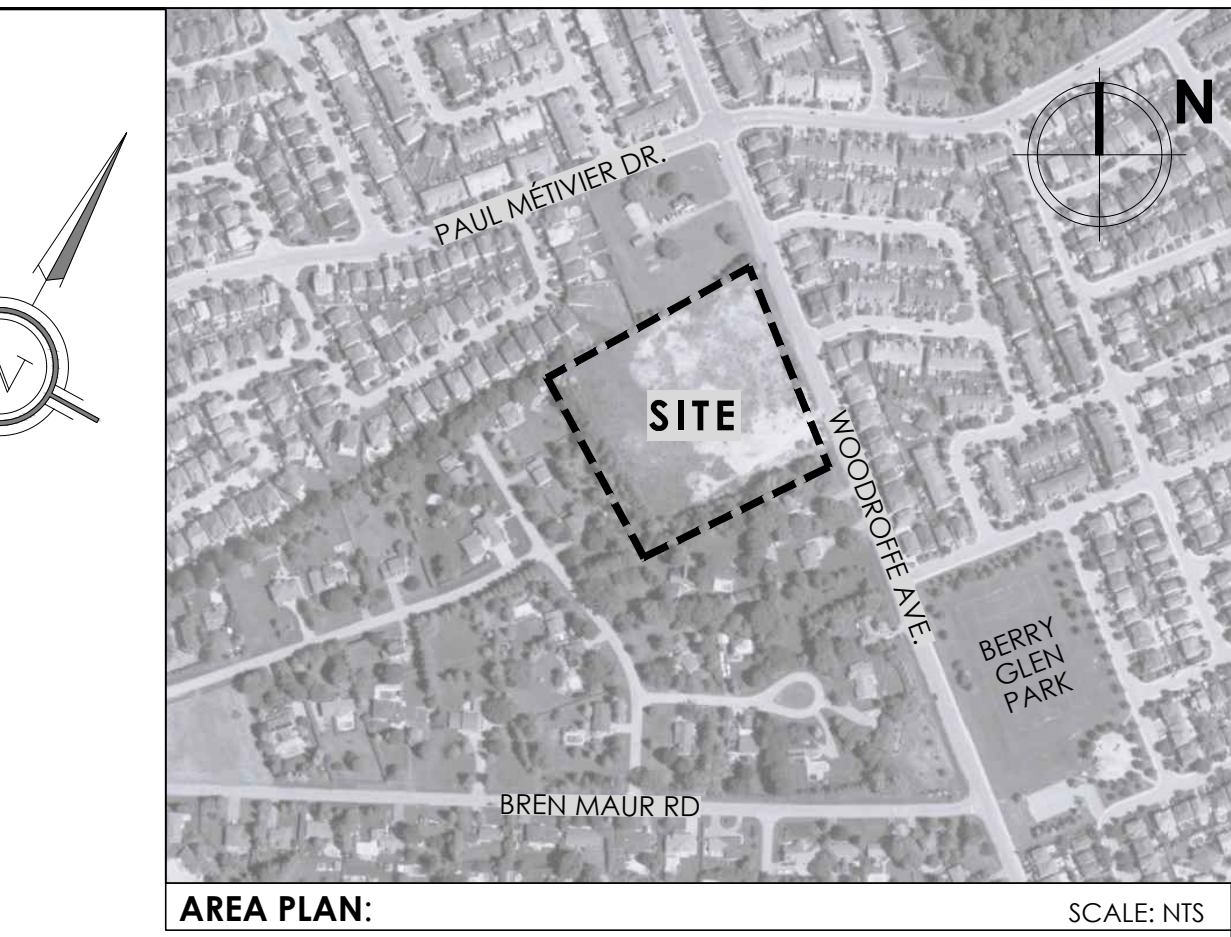 N
PAUL MÉTIVIER DR.
SITE
WOODROFFE AVE.
BERRY
GLEN
PARK
BREN MAUR RD
AREA PLAN:
SCALE: NTS